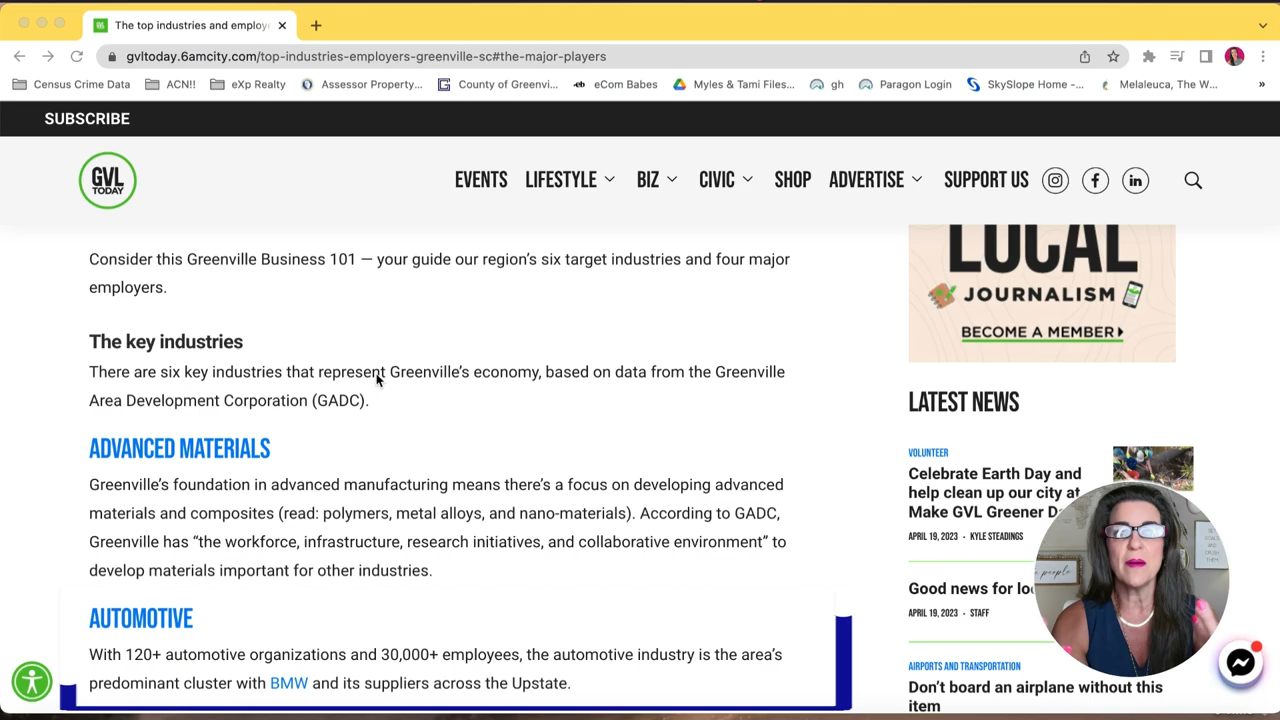 The top industries and employe
gvltoday.6amcity.com/top-industries-employers-greenville-sc#the-major-players
Census Crime Data
ACN!!
eXp Realty
Assessor Property...
County of Greenvi...
eCom Babes
Myles & Tami Files...
gh
Paragon Login
SkySlope Home -...
Melaleuca, The W...
»
SUBSCRIBE
GVL
TODAY
EVENTS
LIFESTYLE
BIZ
CIVIC
SHOP
ADVERTISE
SUPPORT US
Consider this Greenville Business 101 — your guide our region's six target industries and four major
employers.
The key industries
There are six key industries that represent Greenville's economy, based on data from the Greenville
Area Development Corporation (GADC).
ADVANCED MATERIALS
Greenville's foundation in advanced manufacturing means there's a focus on developing advanced
materials and composites (read: polymers, metal alloys, and nano-materials). According to GADC,
Greenville has "the workforce, infrastructure, research initiatives, and collaborative environment" to
develop materials important for other industries.
AUTOMOTIVE
With 120+ automotive organizations and 30,000+ employees, the automotive industry is the area's
predominant cluster with BMW and its suppliers across the Upstate.
LOCAL
JOURNALISM
BECOME A MEMBER
LATEST NEWS
VOLUNTEER
Celebrate Earth Day and
help clean up our city at
Make GVL Greener D
APRIL 19, 2023 • KYLE STEADINGS
Good news for lo
APRIL 19, 2023 • STAFF
AIRPORTS AND TRANSPORTATION
Don't board an airplane without this
item
people